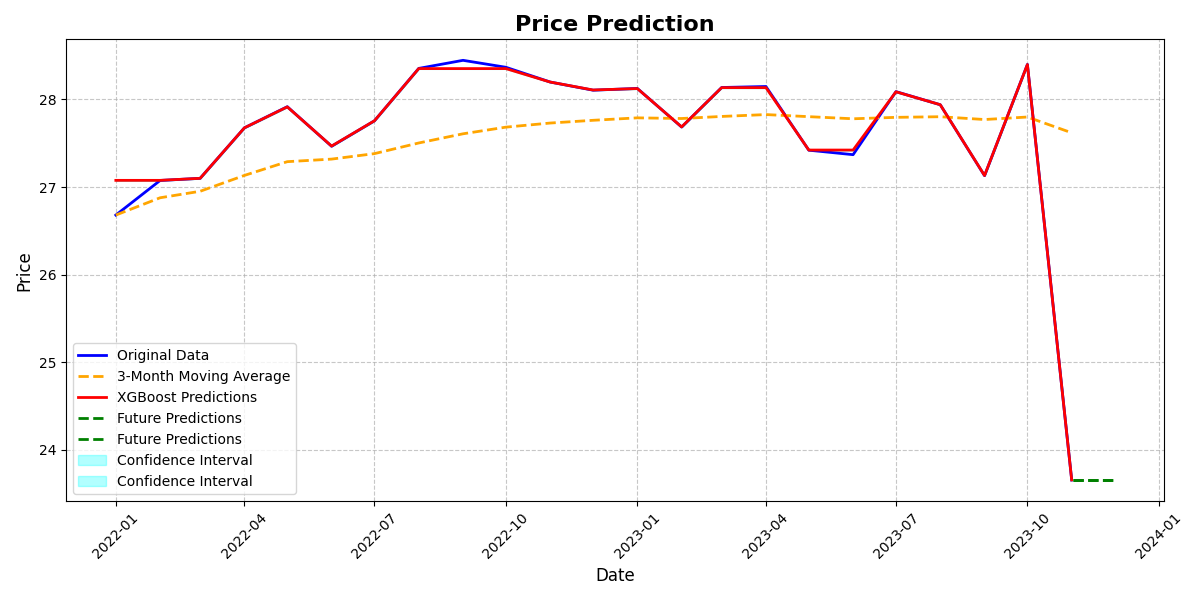 Price Prediction
Price
28
27
26
25
24
Original Data
3-Month Moving Average
XGBoost Predictions
Future Predictions
Future Predictions
Confidence Interval
Confidence Interval
2022-01
2022-04
2022-07
2022-10
2023-01
2023-04
2023-07
2023-10
2024-01
Date